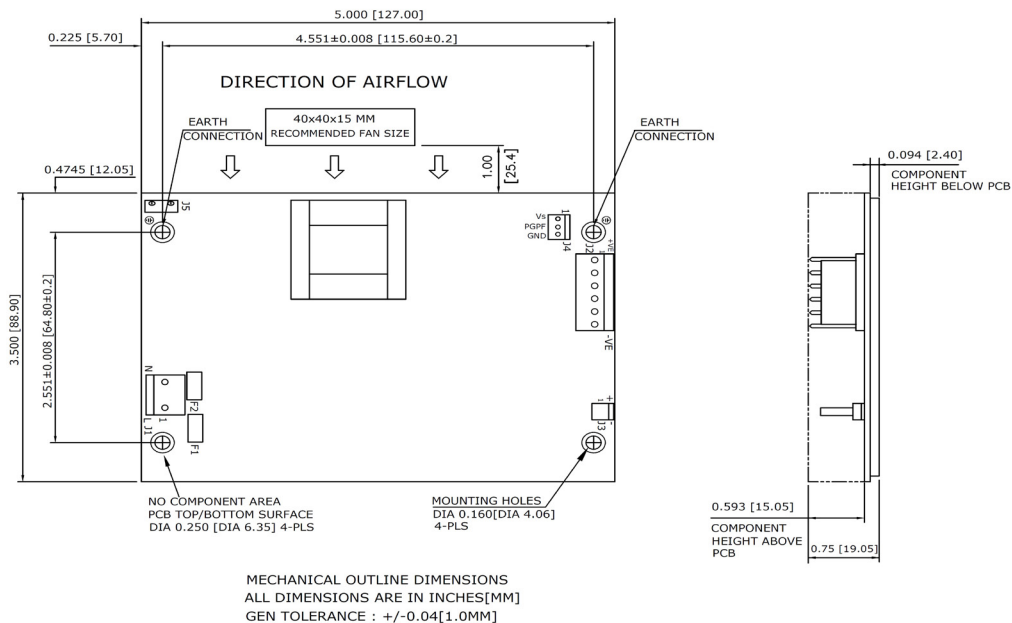 5.000 [127.00]
0.225 [5.70]
4.551±0.008 [115.60±0.2]
DIRECTION OF AIRFLOW
40x40x15 MM
RECOMMENDED FAN SIZE
EARTH
CONNECTION
EARTH
CONNECTION
1.00
[25.4]
0.4745 [12.05]
0.094 [2.40]
COMPONENT
HEIGHT BELOW PCB
J5
Vs
PGPF
GND
1
J4
J2
1
+VE
-VE
3.500 [88.90]
2.551±0.008 [64.80±0.2]
N
L
J1
1
F2
F1
1
+
-
J3
NO COMPONENT AREA
PCB TOP/BOTTOM SURFACE
DIA 0.250 [DIA 6.35] 4-PLS
MOUNTING HOLES
DIA 0.160[DIA 4.06]
4-PLS
0.593 [15.05]
COMPONENT
HEIGHT ABOVE
PCB
0.75 [19.05]
MECHANICAL OUTLINE DIMENSIONS
ALL DIMENSIONS ARE IN INCHES[MM]
GEN TOLERANCE : +/-0.04[1.0MM]